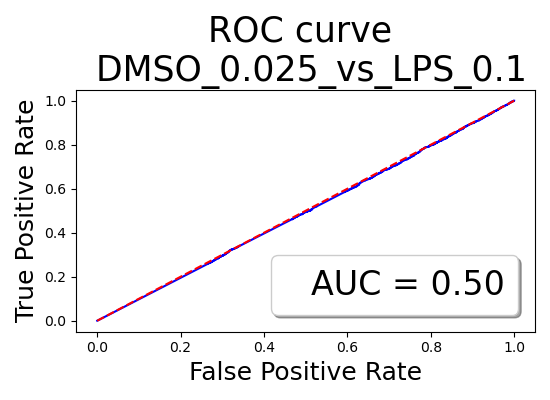 ROC curve
DMSO_0.025_vs_LPS_0.1
True Positive Rate
1.0
0.8
0.6
0.4
0.2
0.0
AUC = 0.50
0.0 0.2 0.4 0.6 0.8 1.0
False Positive Rate